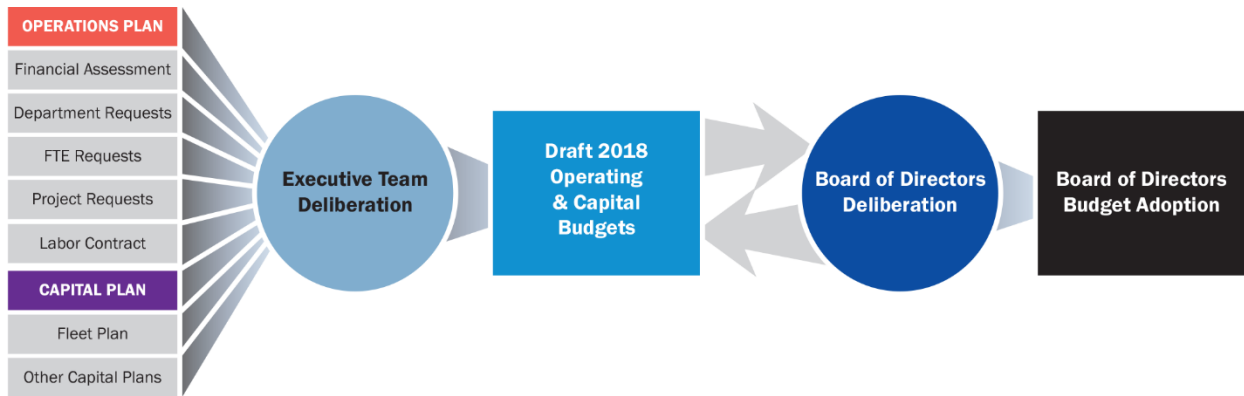 OPERATIONS PLAN
Financial Assessment
Department Requests
FTE Requests
Project Requests
Labor Contract
CAPITAL PLAN
Fleet Plan
Other Capital Plans
Executive Team
Deliberation
Draft 2018
Operating
& Capital
Budgets
Board of Directors
Deliberation
Board of Directors
Budget Adoption